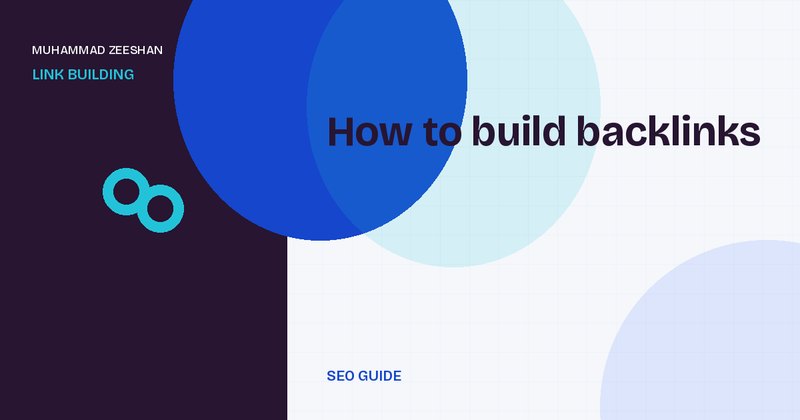 MUHAMMAD ZEESHAN
LINK BUILDING
How to build backlinks
SEO GUIDE